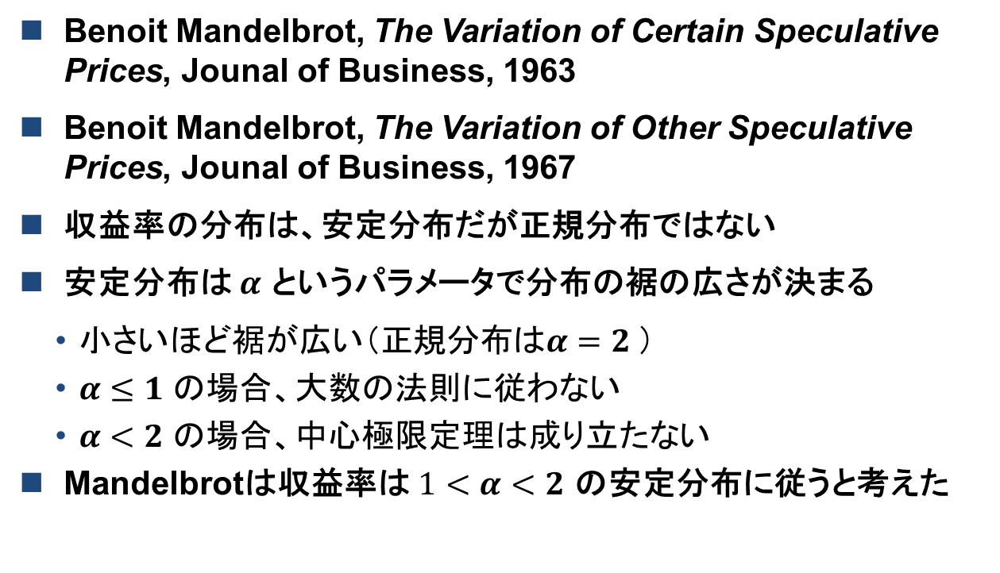 ■ Benoit Mandelbrot, The Variation of Certain Speculative
Prices, Jounal of Business, 1963
■ Benoit Mandelbrot, The Variation of Other Speculative
Prices, Jounal of Business, 1967
■ 収益率の分布は、安定分布だが正規分布ではない
■ 安定分布は α というパラメータで分布の裾の広さが決まる
• 小さいほど裾が広い（正規分布はα = 2 ）
• α ≤ 1 の場合、大数の法則に従わない
• α < 2 の場合、中心極限定理は成り立たない
■ Mandelbrotは収益率は 1 < α < 2 の安定分布に従うと考えた